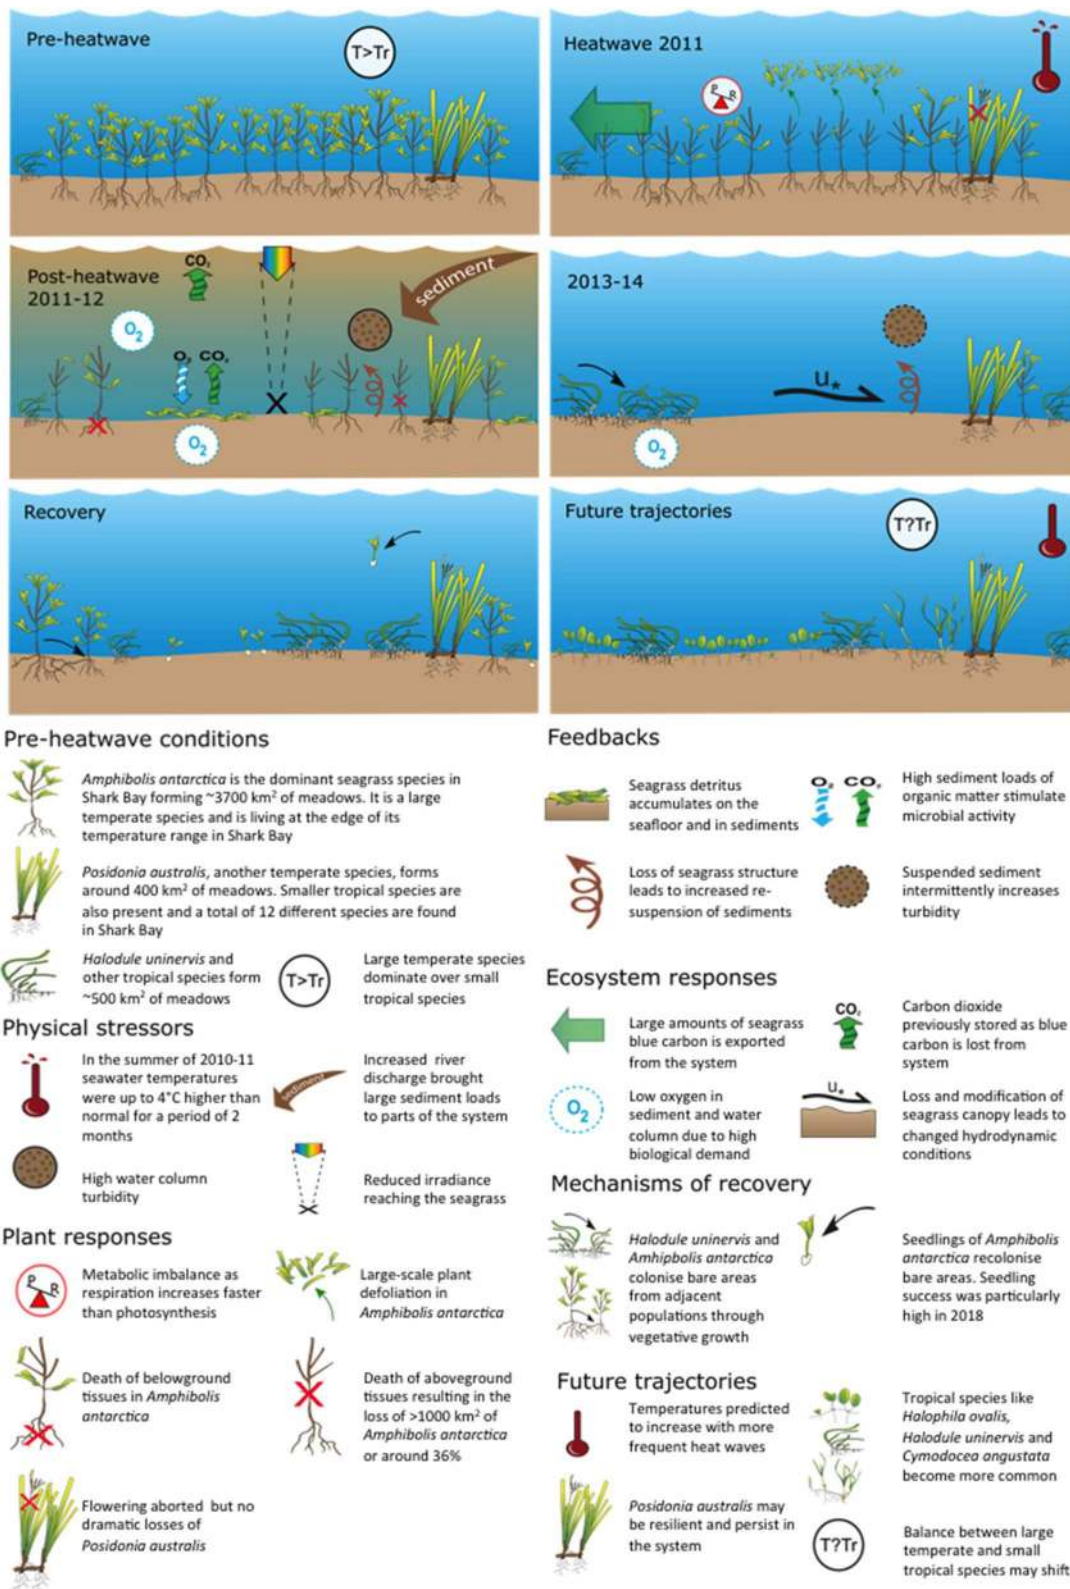 Pre-heatwave
T>Tr
Heatwave 2011
P
R
Post-heatwave
2011-12
CO₂
sediment
O₂
O₂ CO₂
O₂
2013-14
u*
O₂
Recovery
Future trajectories
T?Tr
Pre-heatwave conditions
Amphibolis antarctica is the dominant seagrass species in
Shark Bay forming ~3700 km² of meadows. It is a large
temperate species and is living at the edge of its
temperature range in Shark Bay
Posidonia australis, another temperate species, forms
around 400 km² of meadows. Smaller tropical species are
also present and a total of 12 different species are found
in Shark Bay
Halodule uninervis and
other tropical species form
~500 km² of meadows
T>Tr
Large temperate species
dominate over small
tropical species
Physical stressors
In the summer of 2010-11
seawater temperatures
were up to 4°C higher than
normal for a period of 2
months
sediment
Increased river
discharge brought
large sediment loads
to parts of the system
High water column
turbidity
Reduced irradiance
reaching the seagrass
Plant responses
P
R
Metabolic imbalance as
respiration increases faster
than photosynthesis
Large-scale plant
defoliation in
Amphibolis antarctica
Death of belowground
tissues in Amphibolis
antarctica
Death of aboveground
tissues resulting in the
loss of >1000 km² of
Amphibolis antarctica
or around 36%
Flowering aborted but no
dramatic losses of
Posidonia australis
Feedbacks
Seagrass detritus
accumulates on the
seafloor and in sediments
O₂ CO₂
High sediment loads of
organic matter stimulate
microbial activity
Loss of seagrass structure
leads to increased re-
suspension of sediments
Suspended sediment
intermittently increases
turbidity
Ecosystem responses
Large amounts of seagrass
blue carbon is exported
from the system
CO₂
Carbon dioxide
previously stored as blue
carbon is lost from
system
O₂
Low oxygen in
sediment and water
column due to high
biological demand
u*
Loss and modification of
seagrass canopy leads to
changed hydrodynamic
conditions
Mechanisms of recovery
Halodule uninervis and
Amhipbolis antarctica
colonise bare areas
from adjacent
populations through
vegetative growth
Seedlings of Amphibolis
antarctica recolonise
bare areas. Seedling
success was particularly
high in 2018
Future trajectories
Temperatures predicted
to increase with more
frequent heat waves
Tropical species like
Halophila ovalis,
Halodule uninervis and
Cymodocea angustata
become more common
Posidonia australis may
be resilient and persist in
the system
T?Tr
Balance between large
temperate and small
tropical species may shift